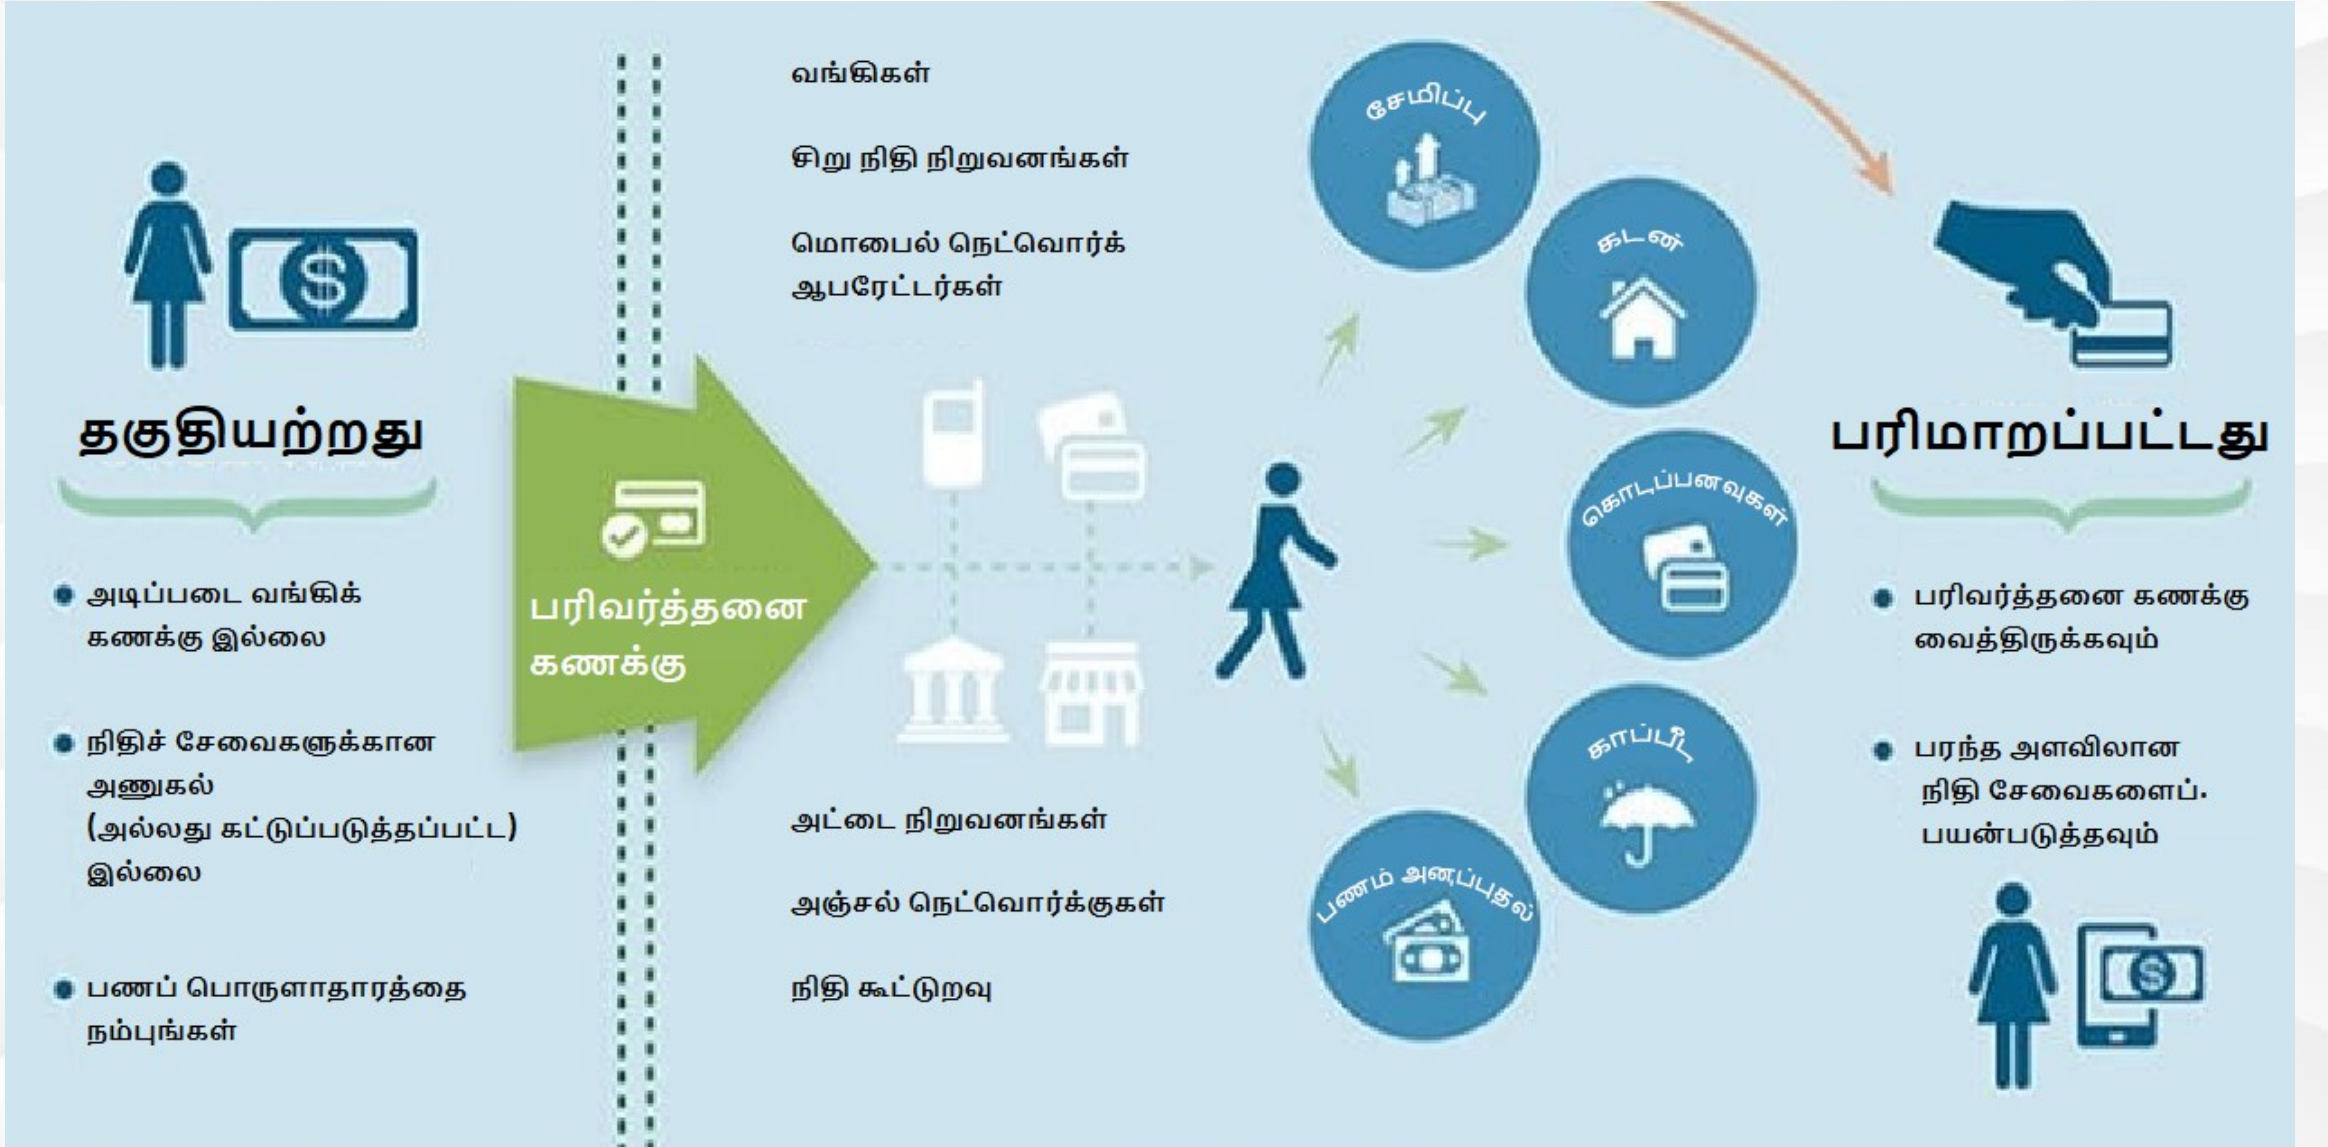 தகுதியற்றது
அடிப்படை வங்கிக்
கணக்கு இல்லை
நிதிச் சேவைகளுக்கான
அணுகல்
(அல்லது கட்டுப்படுத்தப்பட்ட)
இல்லை
பணப் பொருளாதாரத்தை
நம்புங்கள்
பரிவர்த்தனை
கணக்கு
வங்கிகள்
சிறு நிதி நிறுவனங்கள்
மொபைல் நெட்வொர்க்
ஆபரேட்டர்கள்
அட்டை நிறுவனங்கள்
அஞ்சல் நெட்வொர்க்குகள்
நிதி கூட்டுறவு
சேமிப்பு
கடன்
கொடுப்பனவுகள்
காப்பீடு
பணம் அனுப்புதல்
பரிமாறப்பட்டது
பரிவர்த்தனை கணக்கு
வைத்திருக்கவும்
பரந்த அளவிலான
நிதி சேவைகளைப்.
பயன்படுத்தவும்